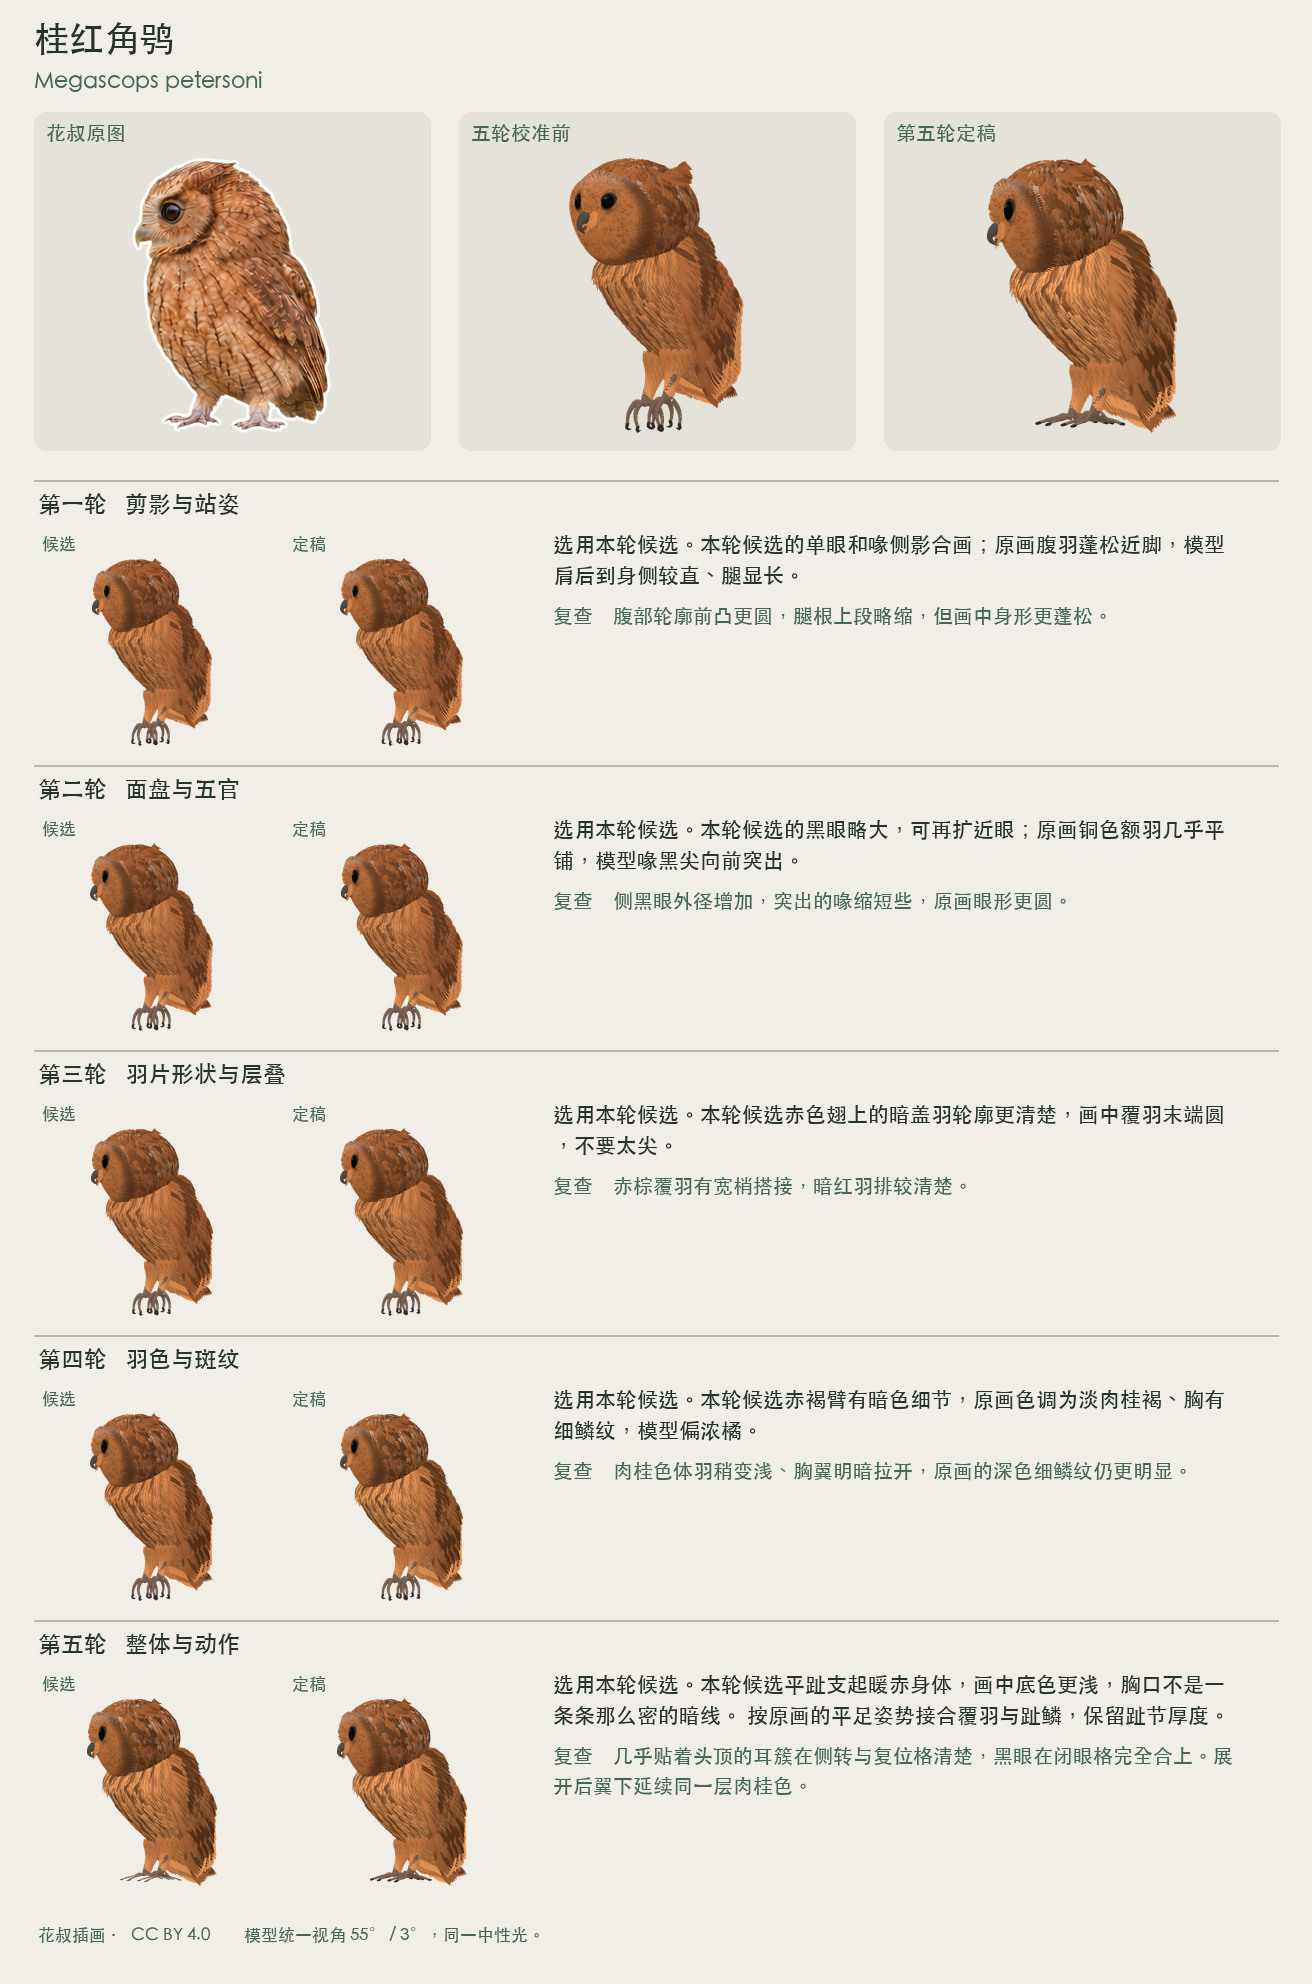 桂红角鸮
Megascops petersoni
花叔原图
五轮校准前
第五轮定稿
第一轮 剪影与站姿
候选
定稿
选用本轮候选。本轮候选的单眼和喙侧影合画；原画腹羽蓬松近脚，模型
肩后到身侧较直、腿显长。
复查 腹部轮廓前凸更圆，腿根上段略缩，但画中身形更蓬松。
第二轮 面盘与五官
候选
定稿
选用本轮候选。本轮候选的黑眼略大，可再扩近眼；原画铜色额羽几乎平
铺，模型喙黑尖向前突出。
复查 侧黑眼外径增加，突出的喙缩短些，原画眼形更圆。
第三轮 羽片形状与层叠
候选
定稿
选用本轮候选。本轮候选赤色翅上的暗盖羽轮廓更清楚，画中覆羽末端圆
，不要太尖。
复查 赤棕覆羽有宽梢搭接，暗红羽排较清楚。
第四轮 羽色与斑纹
候选
定稿
选用本轮候选。本轮候选赤褐臂有暗色细节，原画色调为淡肉桂褐、胸有
细鳞纹，模型偏浓橘。
复查 肉桂色体羽稍变浅、胸翼明暗拉开，原画的深色细鳞纹仍更明显。
第五轮 整体与动作
候选
定稿
选用本轮候选。本轮候选平趾支起暖赤身体，画中底色更浅，胸口不是一
条条那么密的暗线。 按原画的平足姿势接合覆羽与趾鳞，保留趾节厚度。
复查 几乎贴着头顶的耳簇在侧转与复位格清楚，黑眼在闭眼格完全合上。展
开后翼下延续同一层肉桂色。
花叔插画 · CC BY 4.0 模型统一视角 55° / 3°，同一中性光。